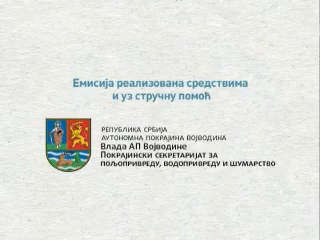 Емисија реализована средствима
и уз стручну помоћ
РЕПУБЛИКА СРБИЈА
АУТОНОМНА ПОКРАЈИНА ВОЈВОДИНА
Влада АП Војводине
Покрајински секретаријат за
пољопривреду, водопривреду и шумарство